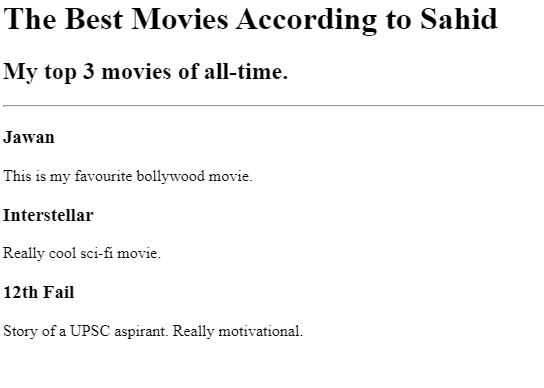 The Best Movies According to Sahid
My top 3 movies of all-time.
Jawan
This is my favourite bollywood movie.
Interstellar
Really cool sci-fi movie.
12th Fail
Story of a UPSC aspirant. Really motivational.